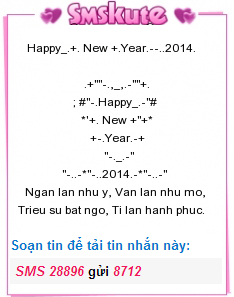 SMSkute
Happy_.+. New +.Year.--..2014.
.+""-.,_,.-""+.
; #"-.Happy_.-"#
*'+. New +"+*
+-.Year.-+
"-._.-"
"-..-*"-..2014.-*"-..-"
Ngan lan nhu y, Van lan nhu mo,
Trieu su bat ngo, Ti lan hanh phuc.
Soạn tin để tải tin nhắn này:
SMS 28896 gửi 8712